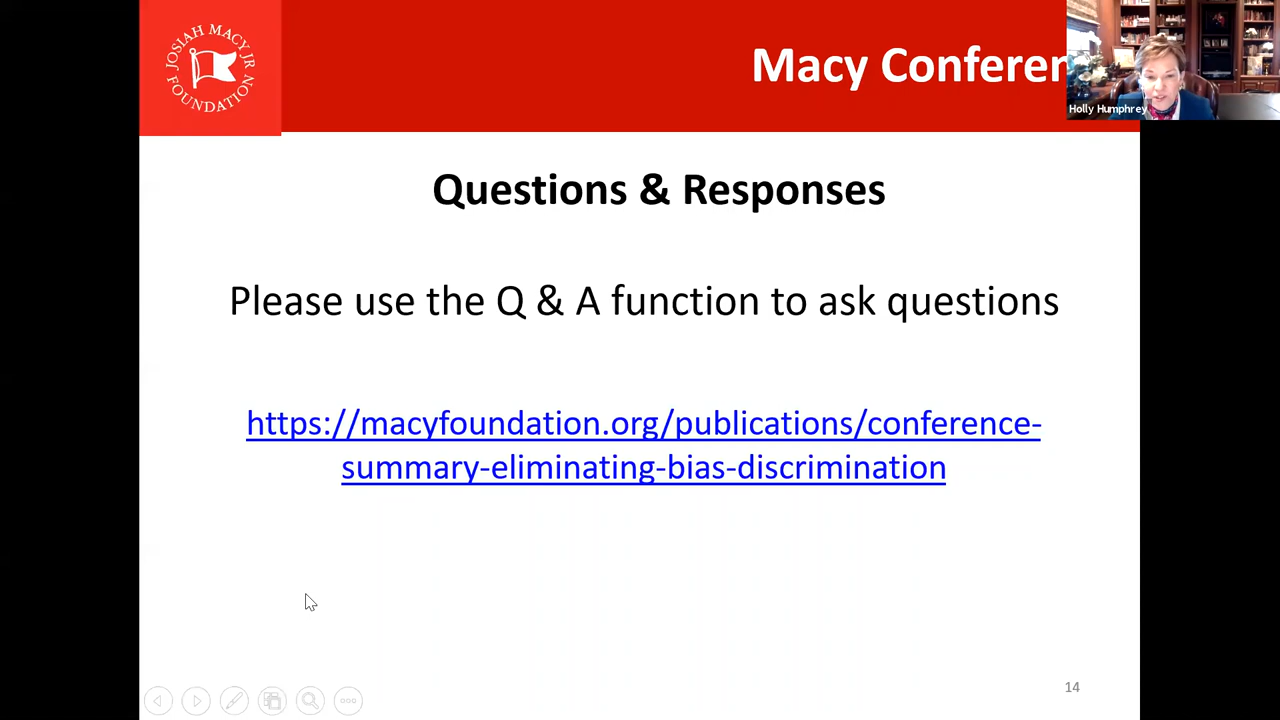 JOSIAH MACY JR
FOUNDATION
Macy Conferen
Holly Humphrey
Questions & Responses
Please use the Q & A function to ask questions
https://macyfoundation.org/publications/conference-
summary-eliminating-bias-discrimination
14